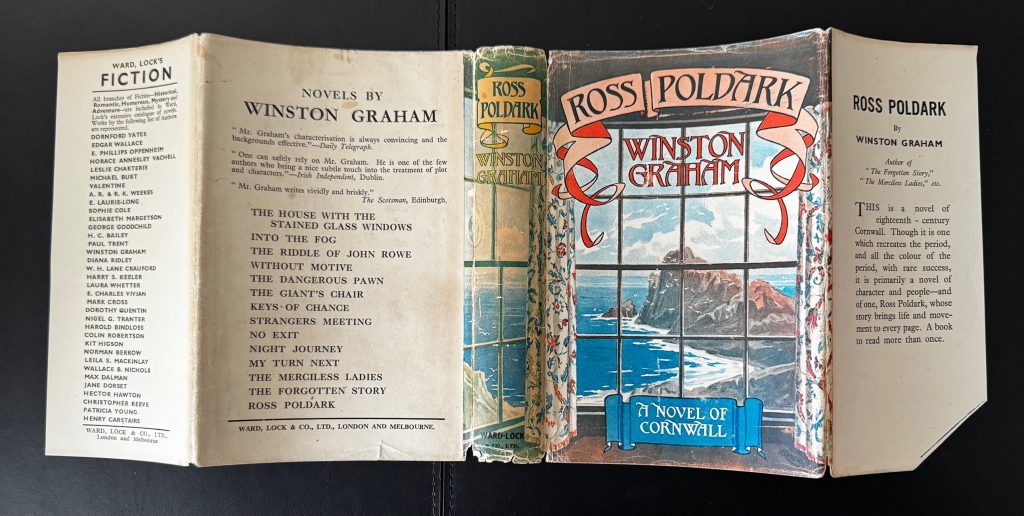 WARD, LOCK'S
FICTION
All branches of Fiction—Historical,
Romantic, Humorous, Mystery and
Adventure—are included in Ward,
Lock's extensive catalogue of novels.
Works by the following list of Authors
are represented.
DORNFORD YATES
EDGAR WALLACE
E. PHILLIPS OPPENHEIM
HORACE ANNESLEY VACHELL
LESLIE CHARTERIS
MICHAEL BURT
VALENTINE
A. R. & R. K. WEEKES
E. LAURIE-LONG
SOPHIE COLE
ELISABETH MARGETSON
GEORGE GOODCHILD
H. C. BAILEY
PAUL TRENT
WINSTON GRAHAM
DIANA RIDLEY
W. H. LANE CRAUFORD
HARRY S. KEELER
LAURA WHETTER
E. CHARLES VIVIAN
MARK CROSS
DOROTHY QUENTIN
NIGEL G. TRANTER
HAROLD BINDLOSS
COLIN ROBERTSON
KIT HIGSON
NORMAN BERROW
LEILA S. MACKINLAY
WALLACE B. NICHOLS
MAX DALMAN
JANE DORSET
HECTOR HAWTON
CHRISTOPHER REEVE
PATRICIA YOUNG
HENRY CARSTAIRS
WARD, LOCK & CO., LTD.,
London and Melbourne
NOVELS BY
WINSTON GRAHAM
" Mr. Graham's characterisation is always convincing and the
backgrounds effective."—Daily Telegraph.
" One can safely rely on Mr. Graham. He is one of the few
authors who bring a nice subtle touch into the treatment of plot
and characters."—Irish Independent, Dublin.
" Mr. Graham writes vividly and briskly."
The Scotsman, Edinburgh.
THE HOUSE WITH THE
STAINED GLASS WINDOWS
INTO THE FOG
THE RIDDLE OF JOHN ROWE
WITHOUT MOTIVE
THE DANGEROUS PAWN
THE GIANT'S CHAIR
KEYS OF CHANCE
STRANGERS MEETING
NO EXIT
NIGHT JOURNEY
MY TURN NEXT
THE MERCILESS LADIES
THE FORGOTTEN STORY
ROSS POLDARK
WARD, LOCK & CO., LTD., LONDON AND MELBOURNE.
ROSS
POLDARK
WINSTON
GRAHAM
WARD·LOCK
& CO., LTD.
ROSS POLDARK
WINSTON
GRAHAM
A NOVEL OF
CORNWALL
ROSS POLDARK
By
WINSTON GRAHAM
Author of
" The Forgotten Story,"
" The Merciless Ladies," etc.
THIS is a novel of
eighteenth - century
Cornwall. Though it is one
which recreates the period,
and all the colour of the
period, with rare success,
it is primarily a novel of
character and people—and
of one, Ross Poldark, whose
story brings life and move-
ment to every page. A book
to read more than once.